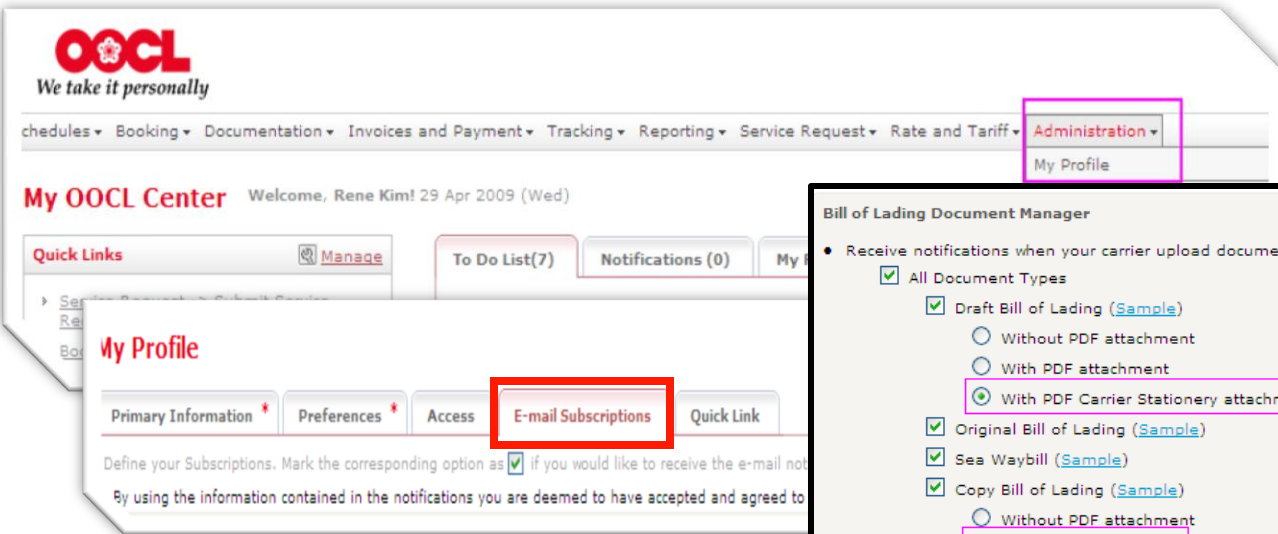 OOCL
We take it personally
chedules Booking Documentation Invoices and Payment Tracking Reporting Service Request Rate and Tariff Administration
My Profile
My OOCL Center Welcome, Rene Kim! 29 Apr 2009 (Wed)
Quick Links Manage
To Do List(7) Notifications (0) My
My Profile
Primary Information * Preferences * Access E-mail Subscriptions Quick Link
Define your Subscriptions. Mark the corresponding option as if you would like to receive the e-mail not
By using the information contained in the notifications you are deemed to have accepted and agreed to
Bill of Lading Document Manager
• Receive notifications when your carrier upload docume
All Document Types
Draft Bill of Lading (Sample)
Without PDF attachment
With PDF attachment
With PDF Carrier Stationery attach
Original Bill of Lading (Sample)
Sea Waybill (Sample)
Copy Bill of Lading (Sample)
Without PDF attachment